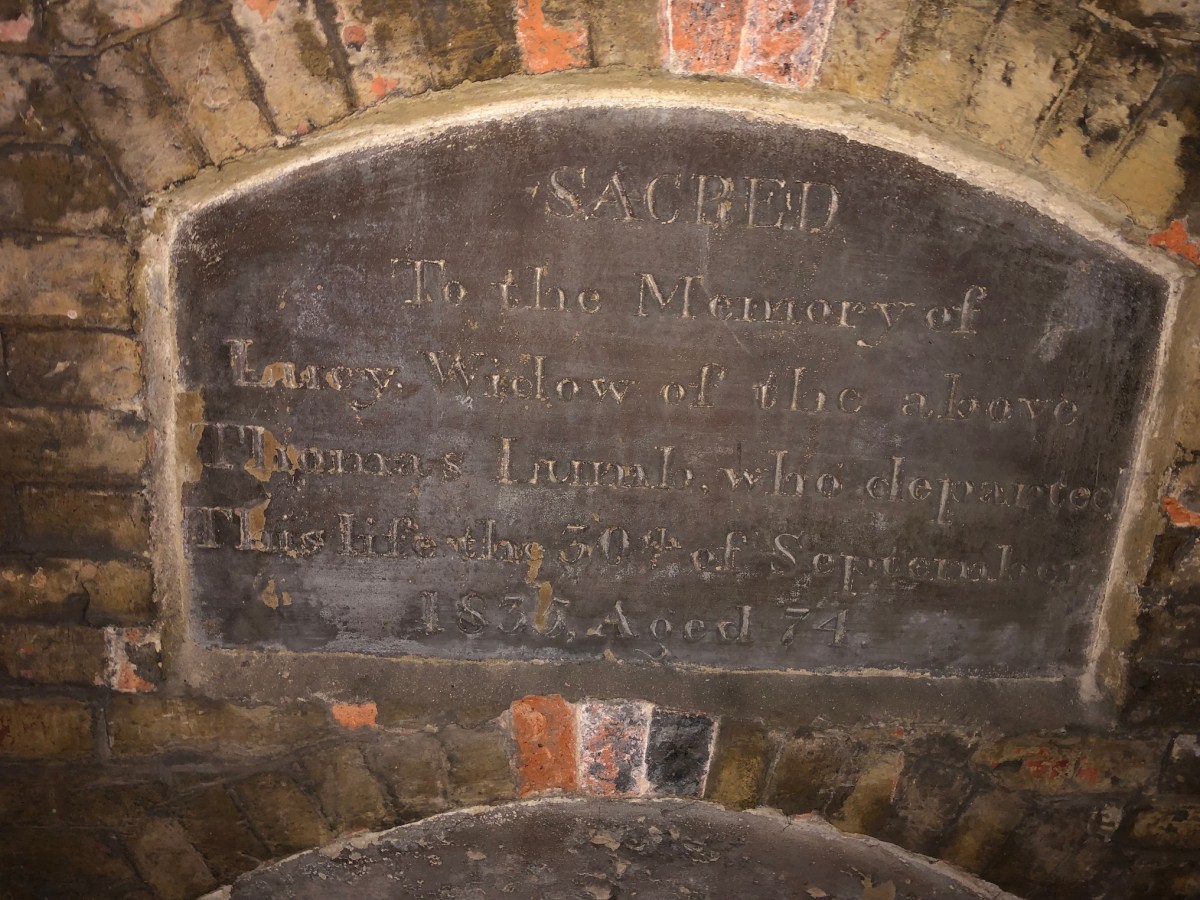 SACRED
To the Memory of
Lucy, Widow of the above
Thomas Lumb, who departed
This life the 30th of September
Aged 74